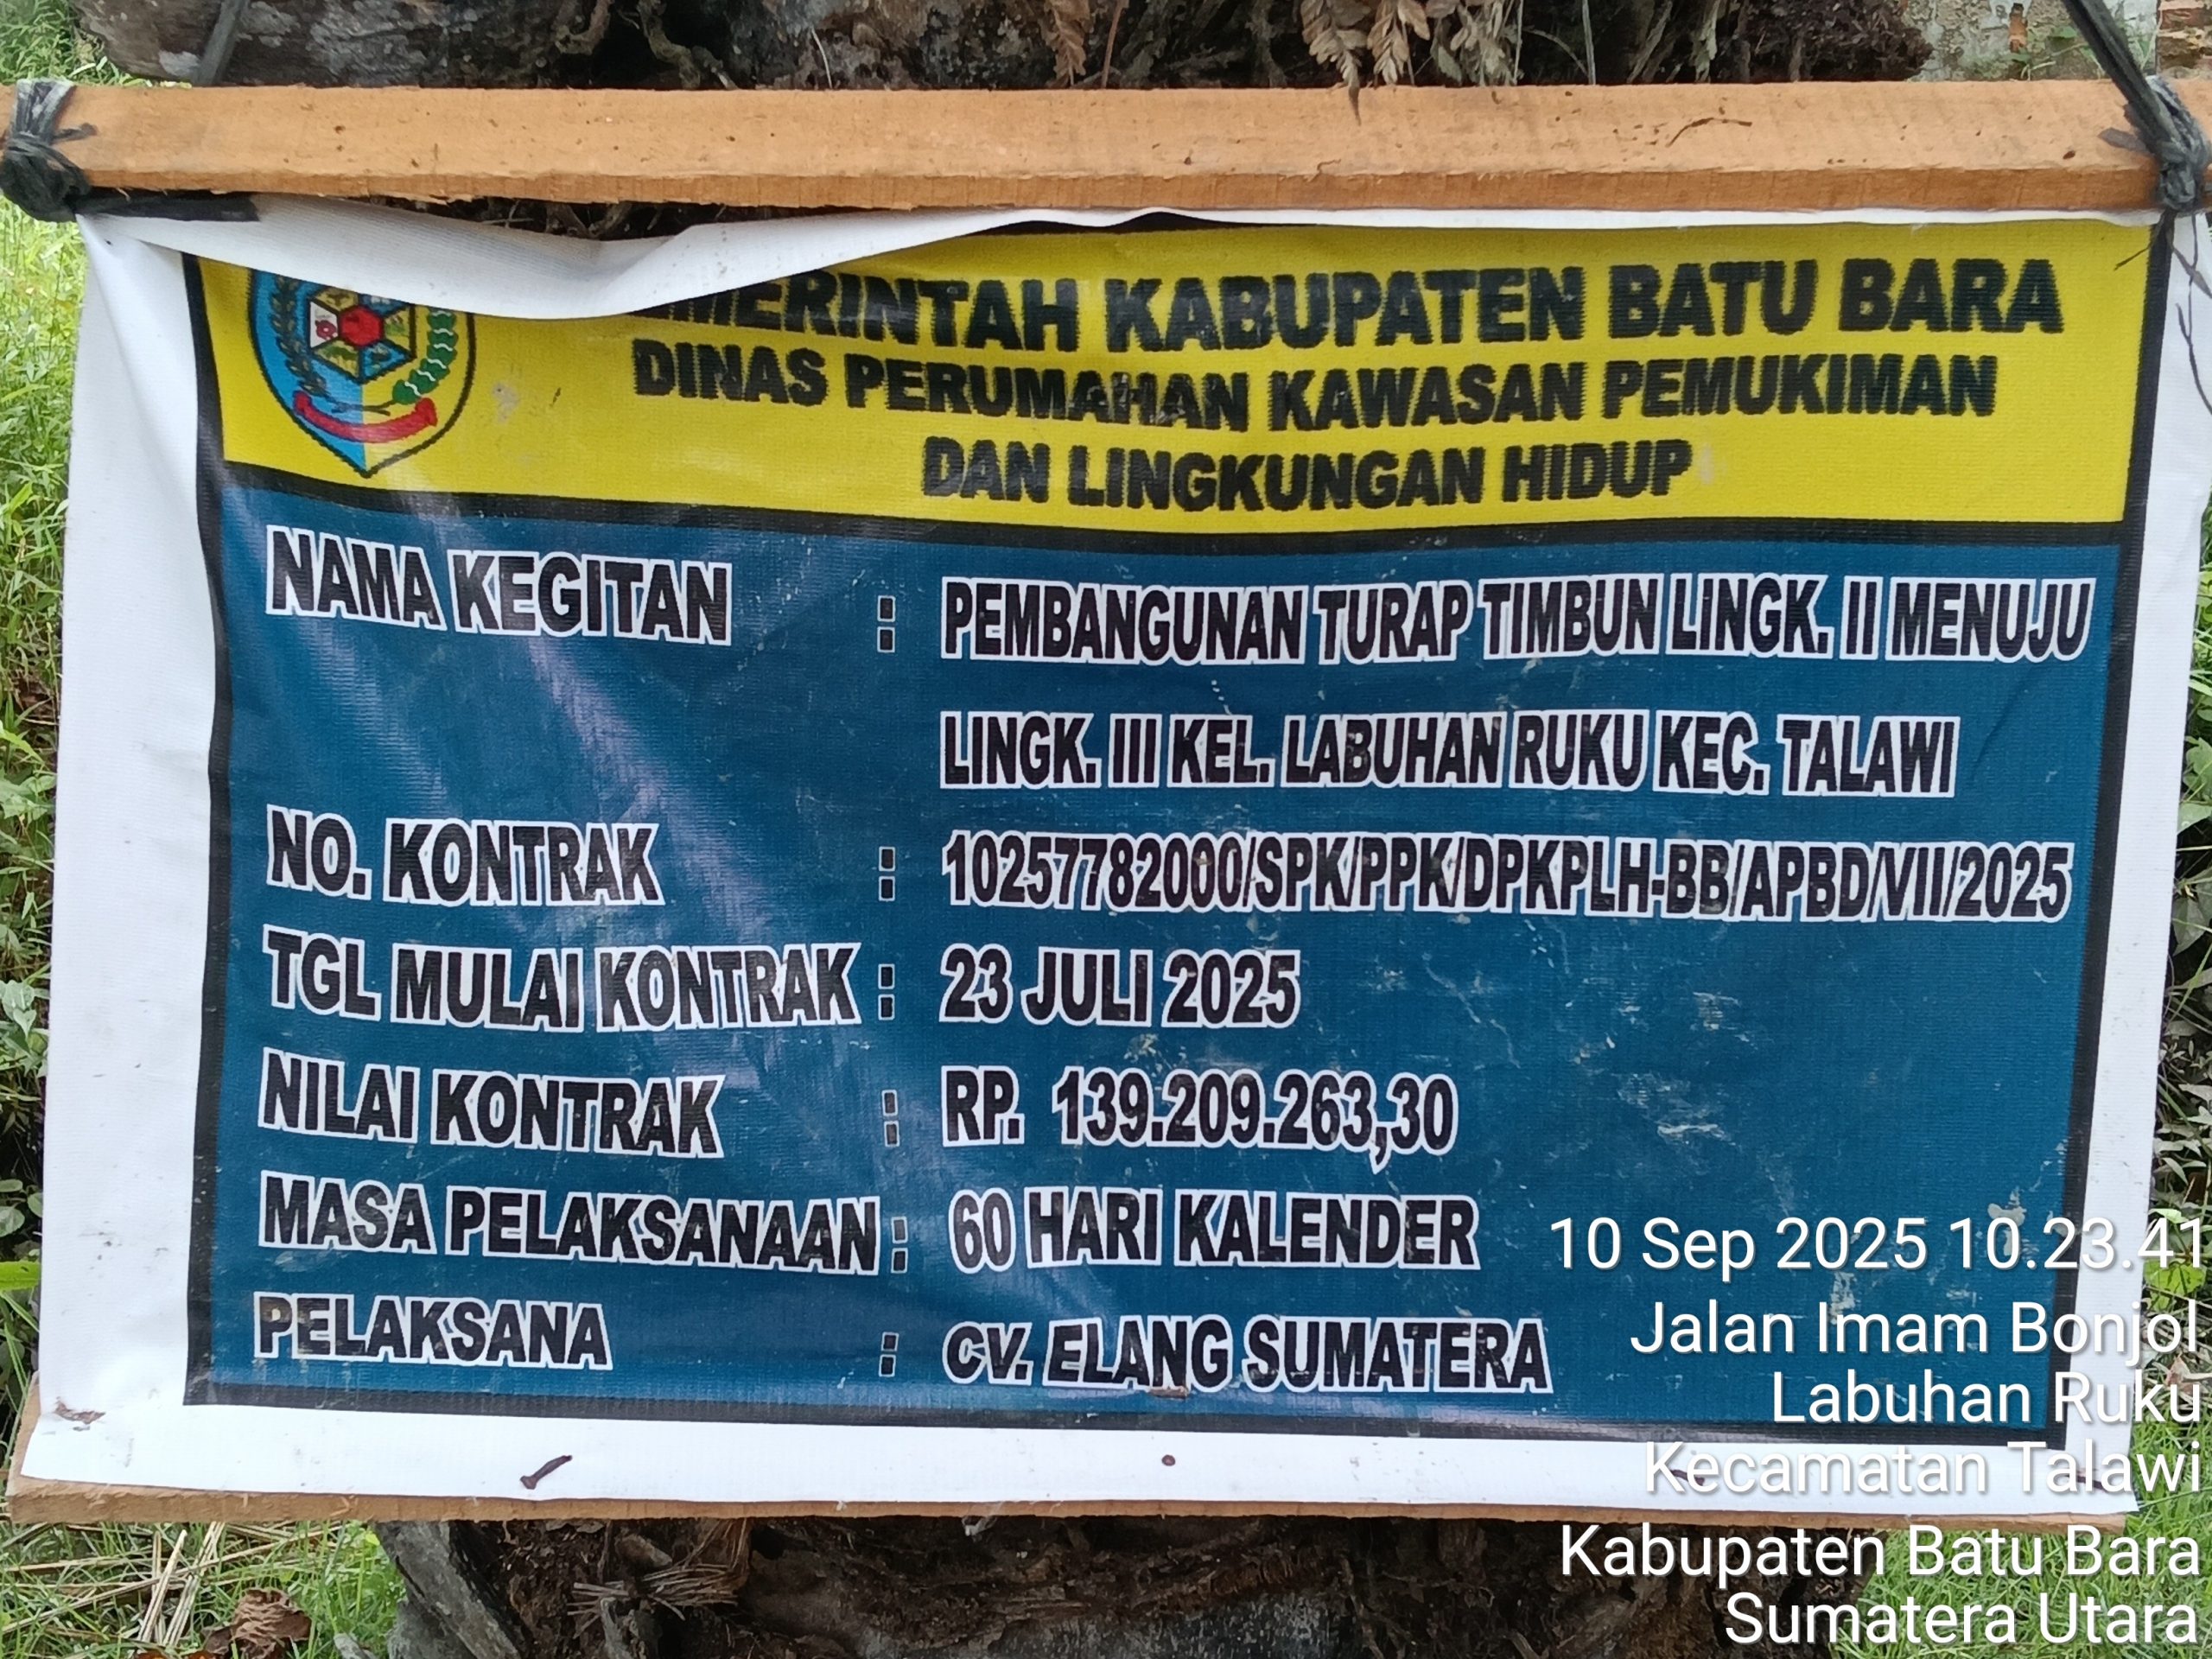 MERINTAH KABUPATEN BATU BARA
DINAS PERUMAHAN KAWASAN PEMUKIMAN
DAN LINGKUNGAN HIDUP
NAMA KEGITAN : PEMBANGUNAN TURAP TIMBUN LINGK. II MENUJU
LINGK. III KEL. LABUHAN RUKU KEC. TALAWI
NO. KONTRAK : 10257782000/SPK/PPK/DPKPLH-BB/APBD/VII/2025
TGL MULAI KONTRAK : 23 JULI 2025
NILAI KONTRAK : RP. 139.209.263,30
MASA PELAKSANAAN : 60 HARI KALENDER
PELAKSANA : CV. ELANG SUMATERA
10 Sep 2025 10.23.41
Jalan Imam Bonjol
Labuhan Ruku
Kecamatan Talawi
Kabupaten Batu Bara
Sumatera Utara